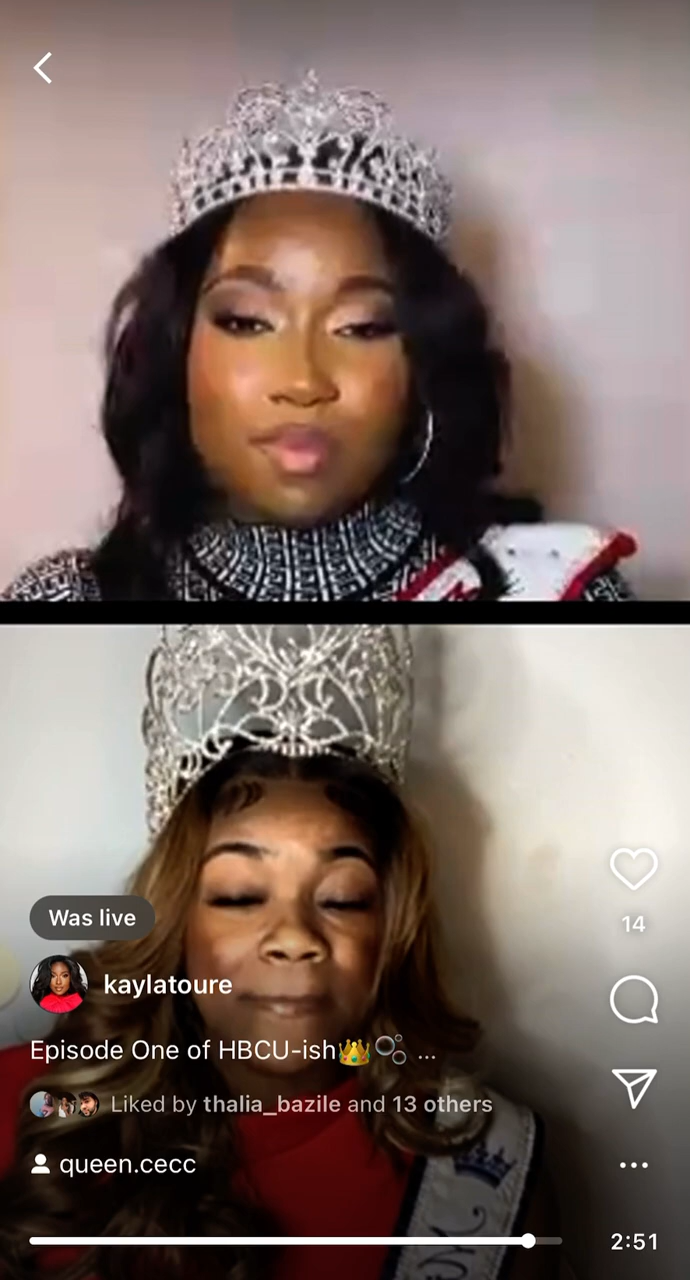 Was live
kaylatoure
Episode One of HBCU-ish👑🫧 ...
Liked by thalia_bazile and 13 others
queen.cecc
14
2:51